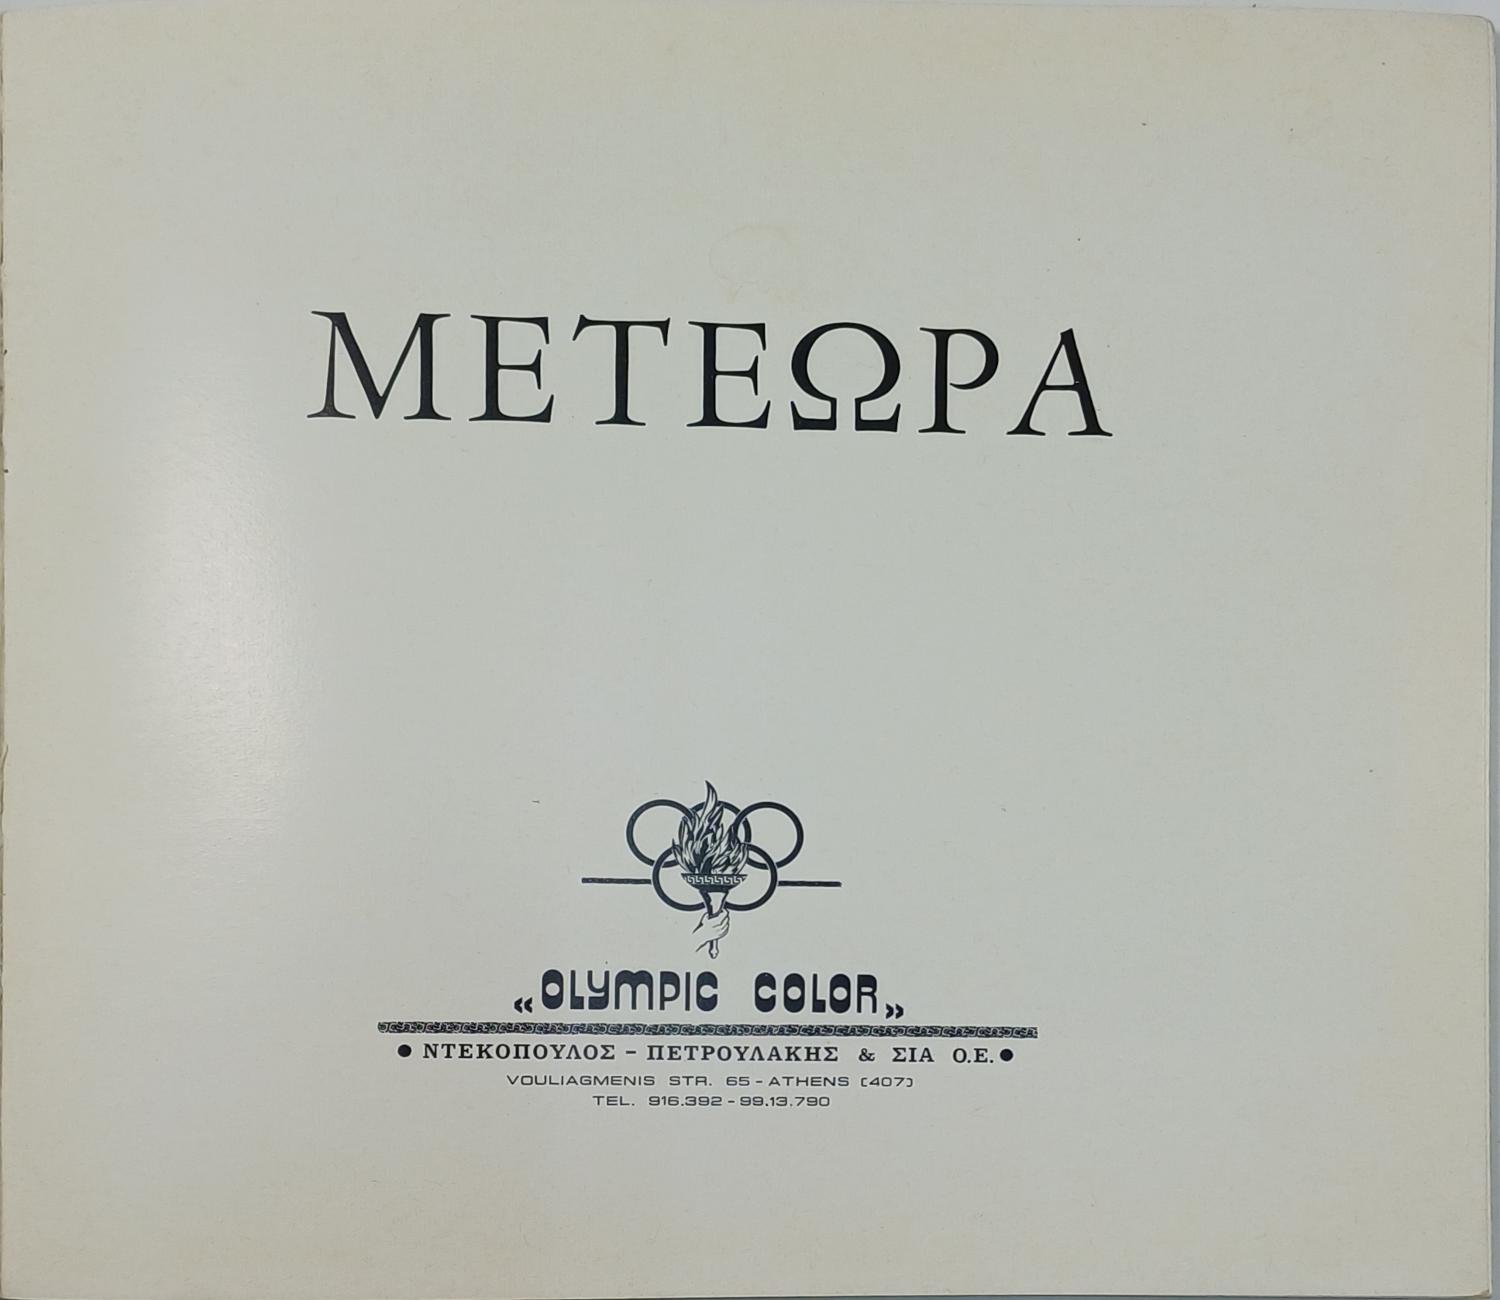 ΜΕΤΕΩΡΑ
«OLYMPIC COLOR»
● ΝΤΕΚΟΠΟΥΛΟΣ – ΠΕΤΡΟΥΛΑΚΗΣ & ΣΙΑ Ο.Ε. ●
VOULIAGMENIS STR. 65 - ATHENS (407)
TEL. 916.392 - 99.13.790